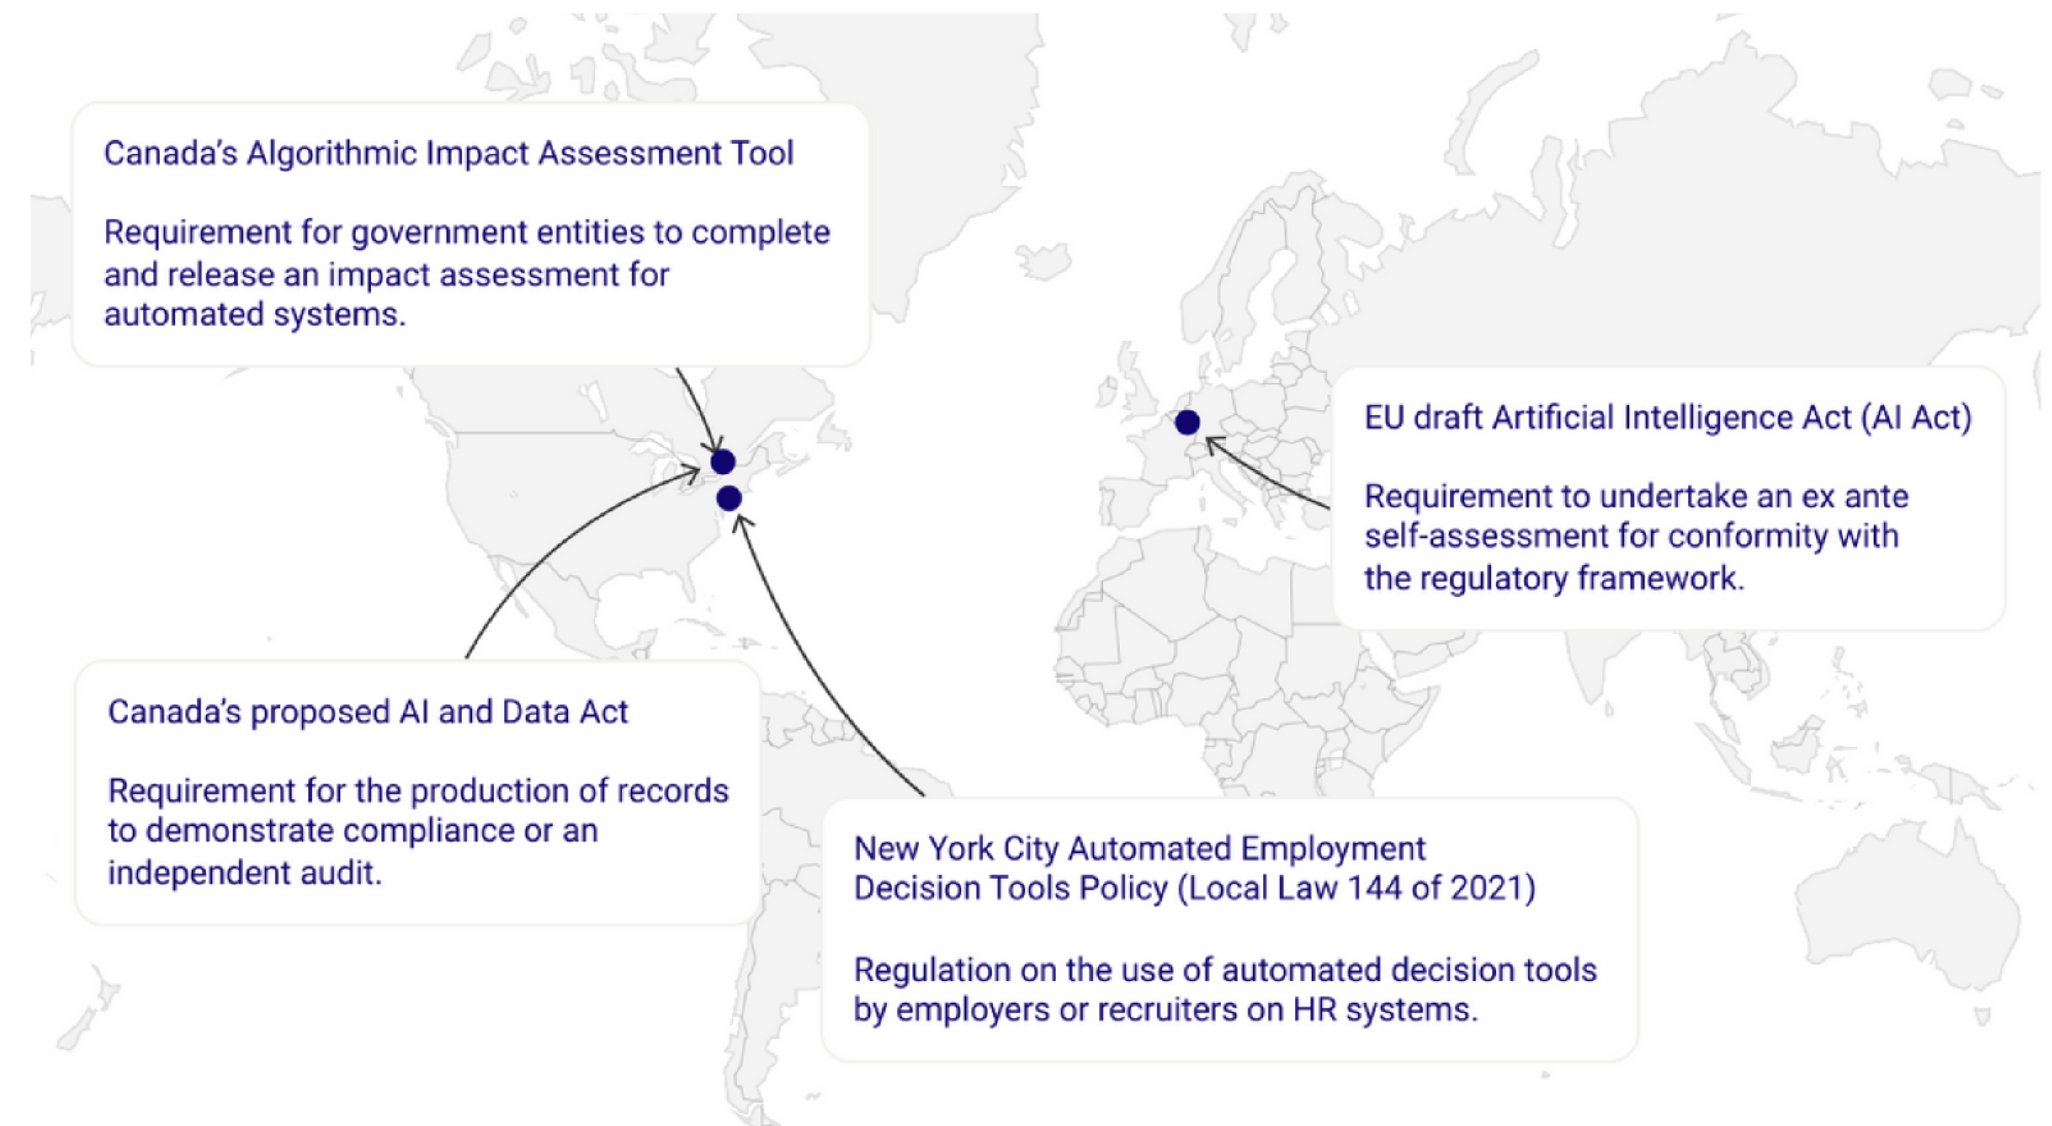 Canada’s Algorithmic Impact Assessment Tool
Requirement for government entities to complete
and release an impact assessment for
automated systems.
EU draft Artificial Intelligence Act (AI Act)
Requirement to undertake an ex ante
self-assessment for conformity with
the regulatory framework.
Canada’s proposed AI and Data Act
Requirement for the production of records
to demonstrate compliance or an
independent audit.
New York City Automated Employment
Decision Tools Policy (Local Law 144 of 2021)
Regulation on the use of automated decision tools
by employers or recruiters on HR systems.